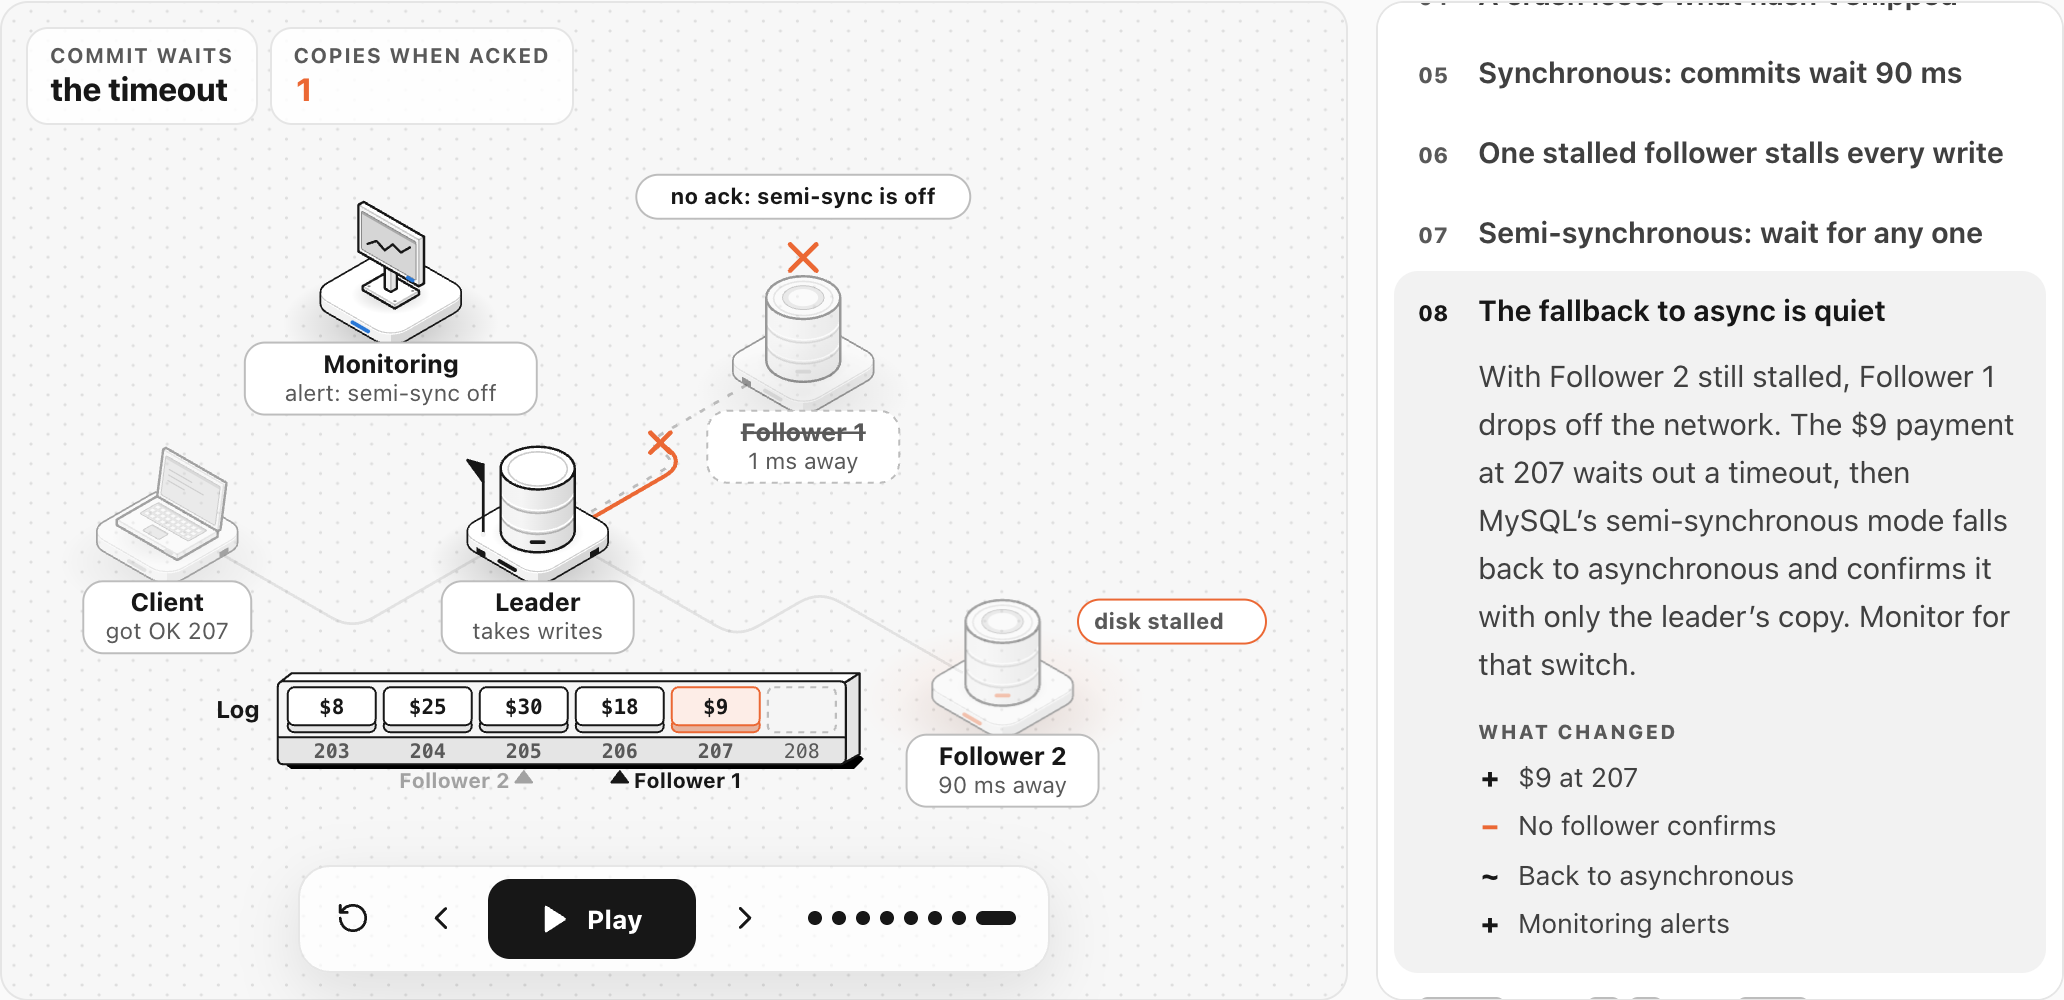 COMMIT WAITS
the timeout
COPIES WHEN ACKED
1
no ack: semi-sync is off
Monitoring
alert: semi-sync off
Follower 1
1 ms away
Client
got OK 207
Leader
takes writes
disk stalled
Follower 2
90 ms away
Log
$8 $25 $30 $18 $9
203 204 205 206 207 208
Follower 2 Follower 1
Play
05 Synchronous: commits wait 90 ms
06 One stalled follower stalls every write
07 Semi-synchronous: wait for any one
08 The fallback to async is quiet
With Follower 2 still stalled, Follower 1
drops off the network. The $9 payment
at 207 waits out a timeout, then
MySQL’s semi-synchronous mode falls
back to asynchronous and confirms it
with only the leader’s copy. Monitor for
that switch.
WHAT CHANGED
+ $9 at 207
− No follower confirms
~ Back to asynchronous
+ Monitoring alerts